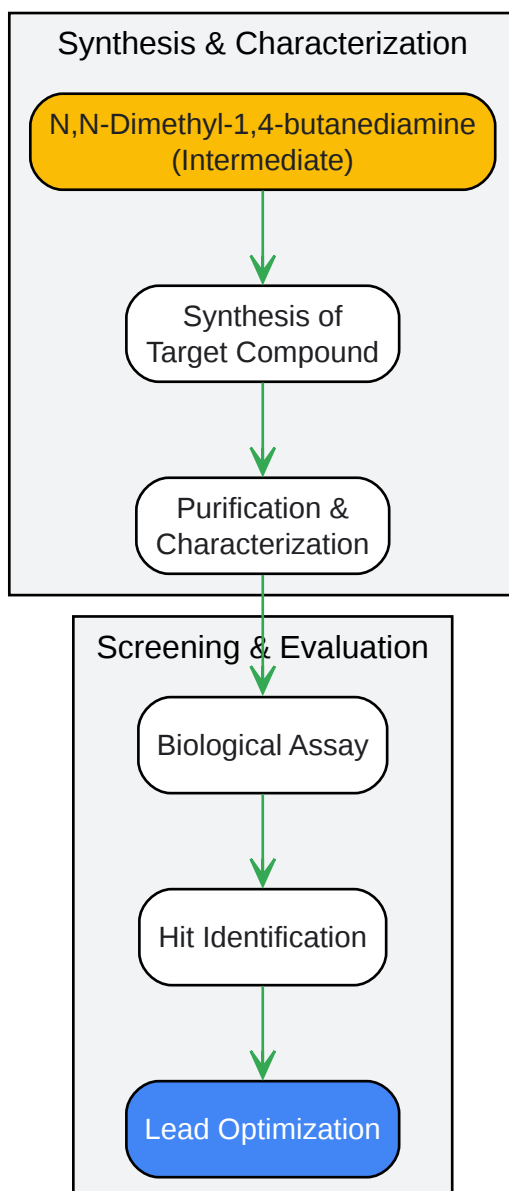 Synthesis & Characterization
N,N-Dimethyl-1,4-butanediamine
(Intermediate)
Synthesis of
Target Compound
Purification &
Characterization
Screening & Evaluation
Biological Assay
Hit Identification
Lead Optimization